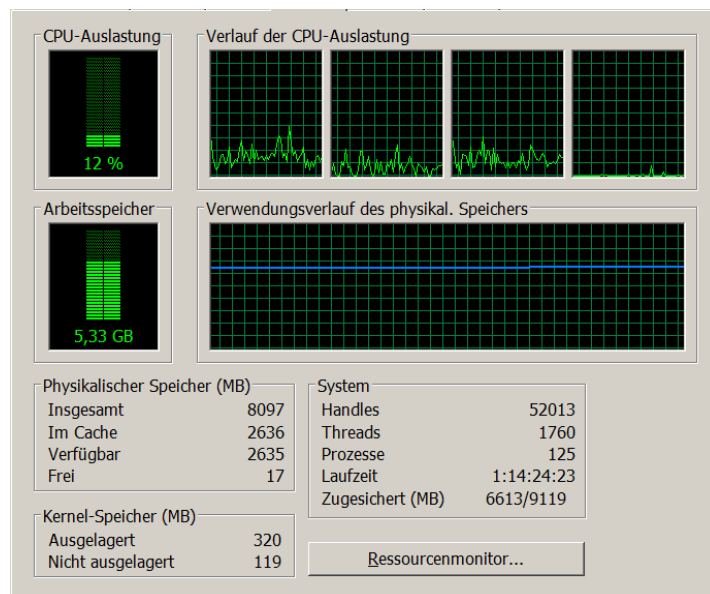 CPU-Auslastung
Verlauf der CPU-Auslastung
12 %
Arbeitsspeicher
Verwendungsverlauf des physikal. Speichers
5,33 GB
Physikalischer Speicher (MB)
Insgesamt 8097
Im Cache 2636
Verfügbar 2635
Frei 17
System
Handles 52013
Threads 1760
Prozesse 125
Laufzeit 1:14:24:23
Zugesichert (MB) 6613/9119
Kernel-Speicher (MB)
Ausgelagert 320
Nicht ausgelagert 119
Ressourcenmonitor...